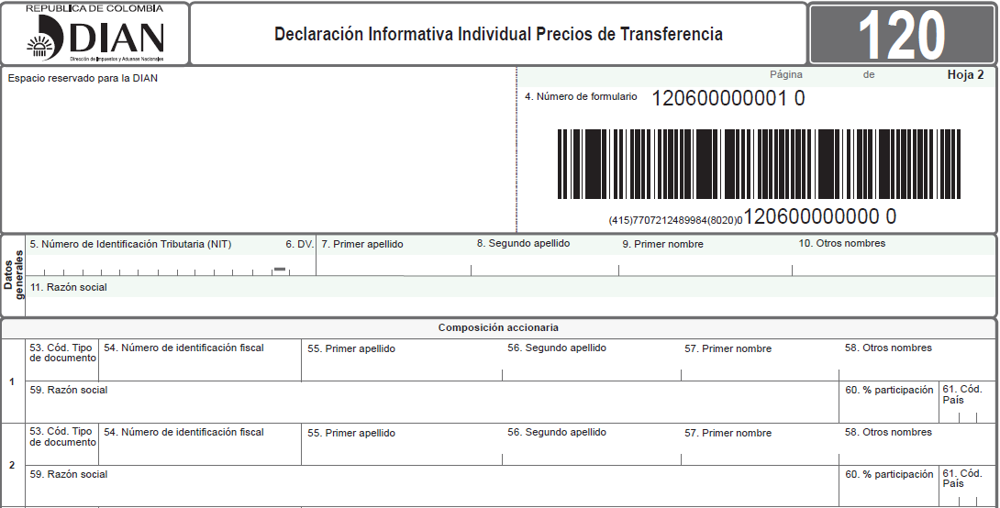 REPUBLICA DE COLOMBIA
DIAN
Dirección de Impuestos y Aduanas Nacionales
Declaración Informativa Individual Precios de Transferencia
120
Espacio reservado para la DIAN
Página de Hoja 2
4. Número de formulario 120600000001 0
(415)7707212489984(8020)0120600000000 0
Datos generales
5. Número de Identificación Tributaria (NIT) 6. DV. 7. Primer apellido 8. Segundo apellido 9. Primer nombre 10. Otros nombres
11. Razón social
Composición accionaria
1
53. Cód. Tipo de documento 54. Número de identificación fiscal 55. Primer apellido 56. Segundo apellido 57. Primer nombre 58. Otros nombres
59. Razón social 60. % participación 61. Cód. País
2
53. Cód. Tipo de documento 54. Número de identificación fiscal 55. Primer apellido 56. Segundo apellido 57. Primer nombre 58. Otros nombres
59. Razón social 60. % participación 61. Cód. País